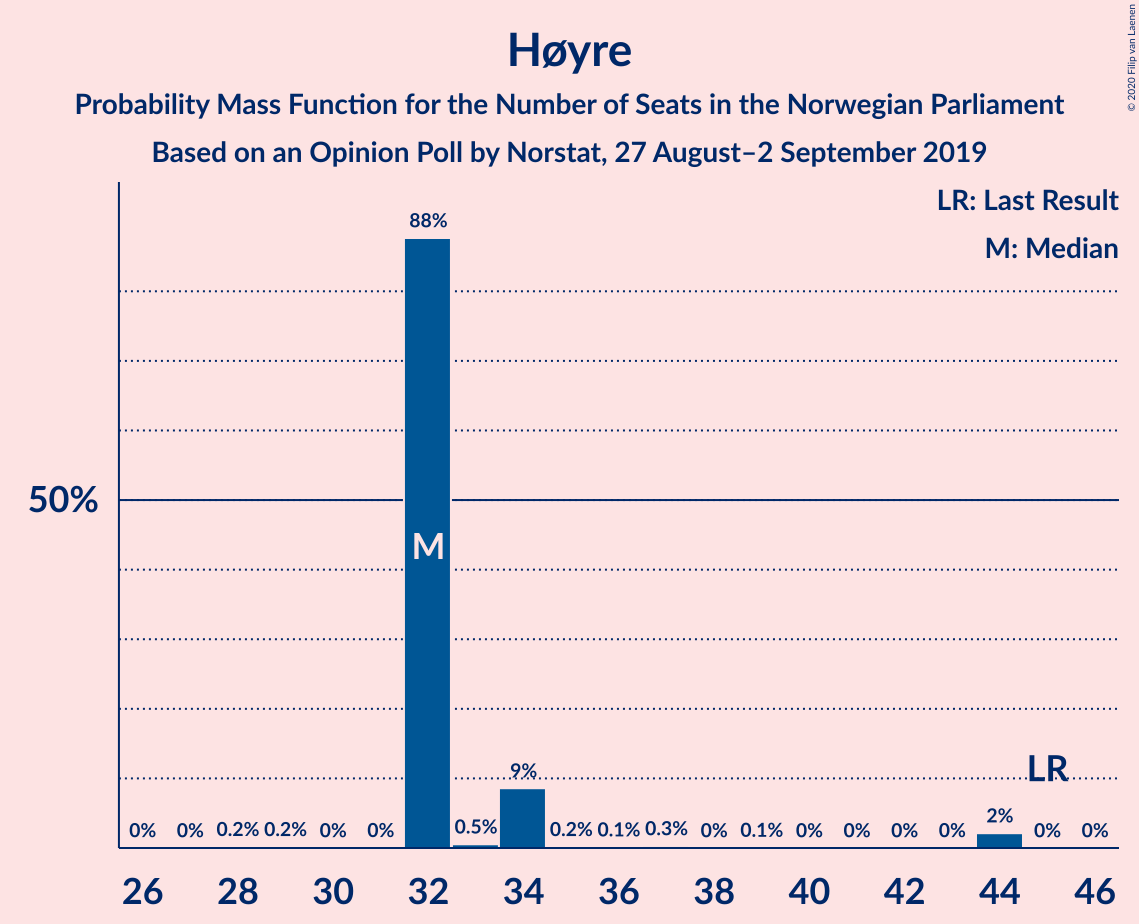 Høyre
Probability Mass Function for the Number of Seats in the Norwegian Parliament
Based on an Opinion Poll by Norstat, 27 August–2 September 2019
© 2020 Filip van Laenen
LR: Last Result
M: Median
50%
88%
M
9%
LR
0% 0% 0.2% 0.2% 0% 0% 0.5% 0.2% 0.1% 0.3% 0% 0.1% 0% 0% 0% 0% 2% 0% 0%
26 28 30 32 34 36 38 40 42 44 46